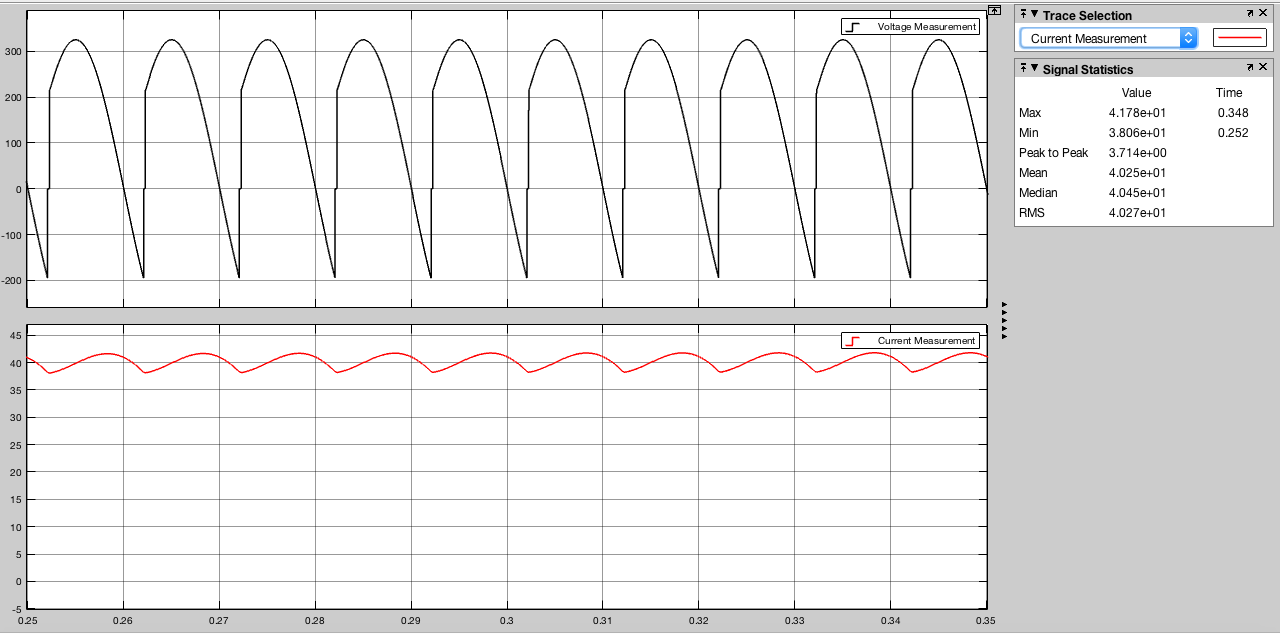 Voltage Measurement
300
200
100
0
-100
-200
Current Measurement
45
40
35
30
25
20
15
10
5
0
-5
0.25 0.26 0.27 0.28 0.29 0.3 0.31 0.32 0.33 0.34 0.35
Trace Selection
Current Measurement
Signal Statistics
Value Time
Max 4.178e+01 0.348
Min 3.806e+01 0.252
Peak to Peak 3.714e+00
Mean 4.025e+01
Median 4.045e+01
RMS 4.027e+01